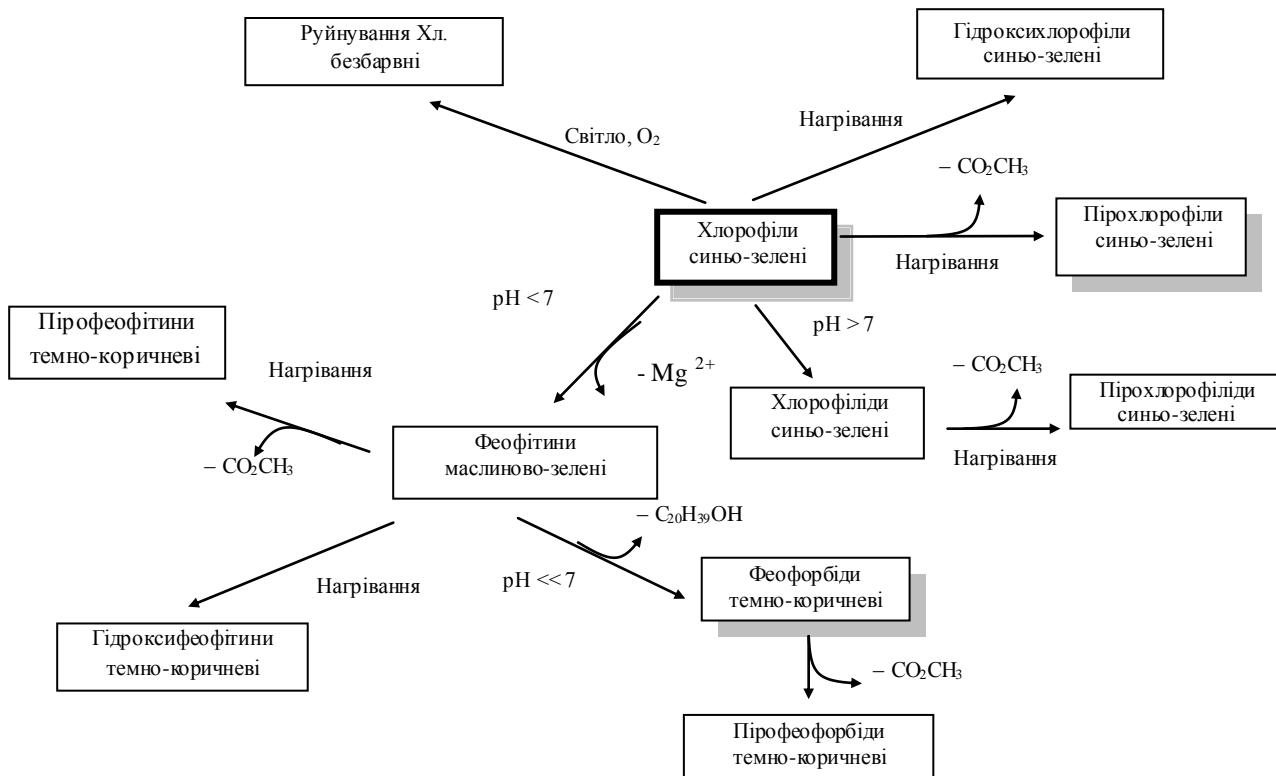 Руйнування Хл.
безбарвні
Гідроксихлорофіли
синьо-зелені
Світло, O₂
Нагрівання
– CO₂CH₃
Хлорофіли
синьо-зелені
Пірохлорофіли
синьо-зелені
Нагрівання
pH < 7
pH > 7
Пірофеофітини
темно-коричневі
Нагрівання
- Mg ²⁺
– CO₂CH₃
Хлорофіліди
синьо-зелені
Пірохлорофіліди
синьо-зелені
Нагрівання
Феофітини
маслиново-зелені
– CO₂CH₃
– C₂₀H₃₉OH
Нагрівання
pH << 7
Феофорбіди
темно-коричневі
Гідроксифеофітини
темно-коричневі
– CO₂CH₃
Пірофеофорбіди
темно-коричневі